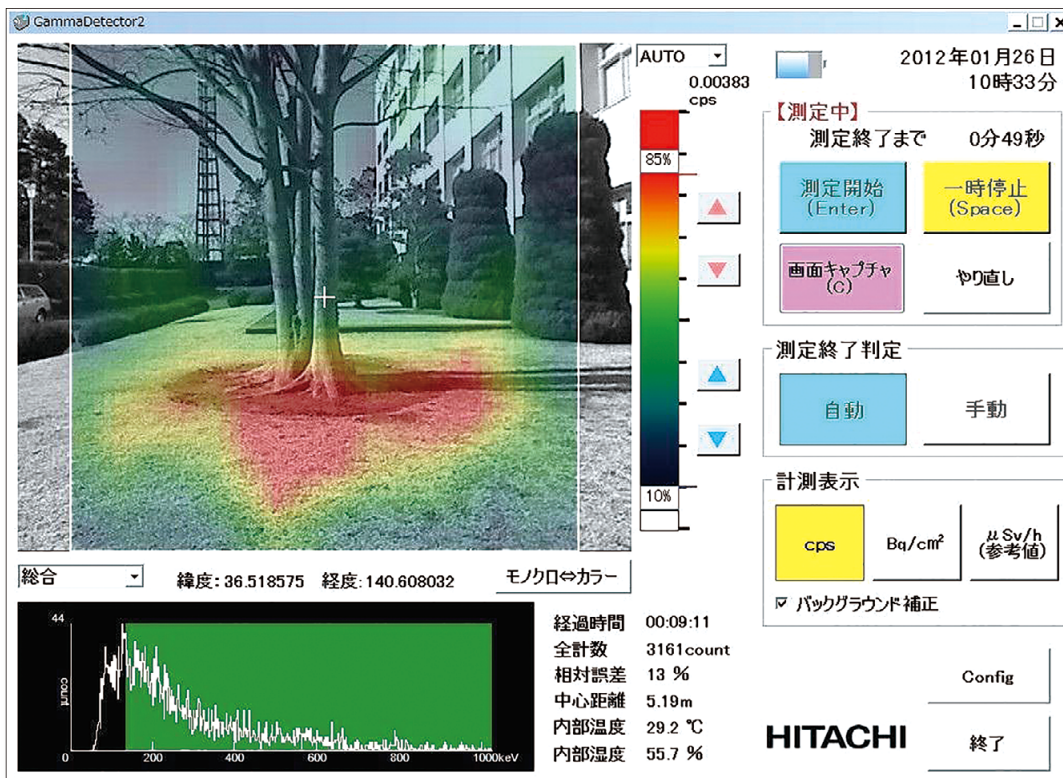 GammaDetector2
AUTO
0.00383
cps
85%
10%
2012年01月26日
10時33分
【測定中】
測定終了まで 0分49秒
測定開始
(Enter)
一時停止
(Space)
画面キャプチャ
(C)
やり直し
測定終了判定
自動
手動
計測表示
cps
Bq/cm²
μSv/h
(参考値)
バックグラウンド補正
総合
緯度: 36.518575 経度: 140.608032
モノクロ⇔カラー
44
count
0
0 200 400 600 800 1000keV
経過時間 00:09:11
全計数 3161count
相対誤差 13 %
中心距離 5.19m
内部温度 29.2 ℃
内部湿度 55.7 %
Config
HITACHI
終了